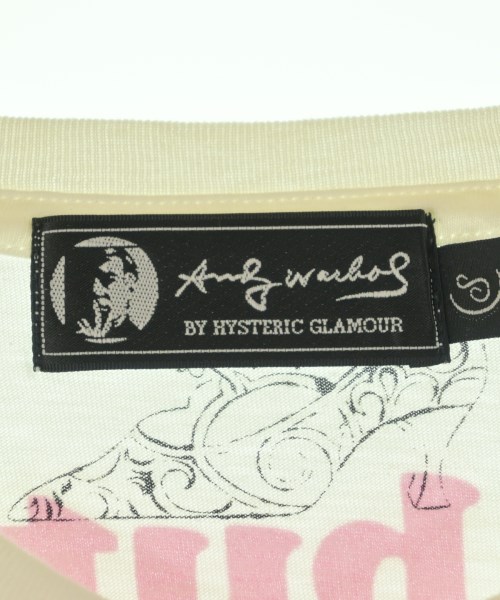 Andy Warhol
BY HYSTERIC GLAMOUR
S